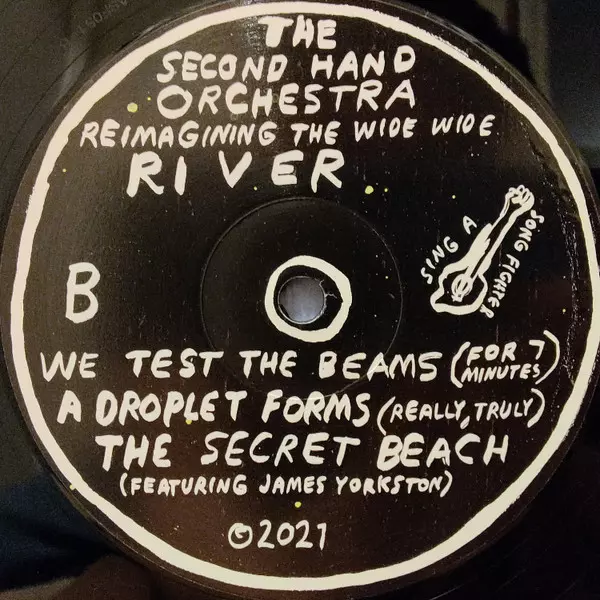 THE
SECOND HAND
ORCHESTRA
REIMAGINING THE WIDE WIDE
RIVER
SING A
SONG FIGHTER
B
WE TEST THE BEAMS (FOR 7 MINUTES)
A DROPLET FORMS (REALLY, TRULY)
THE SECRET BEACH
(FEATURING JAMES YORKSTON)
©2021